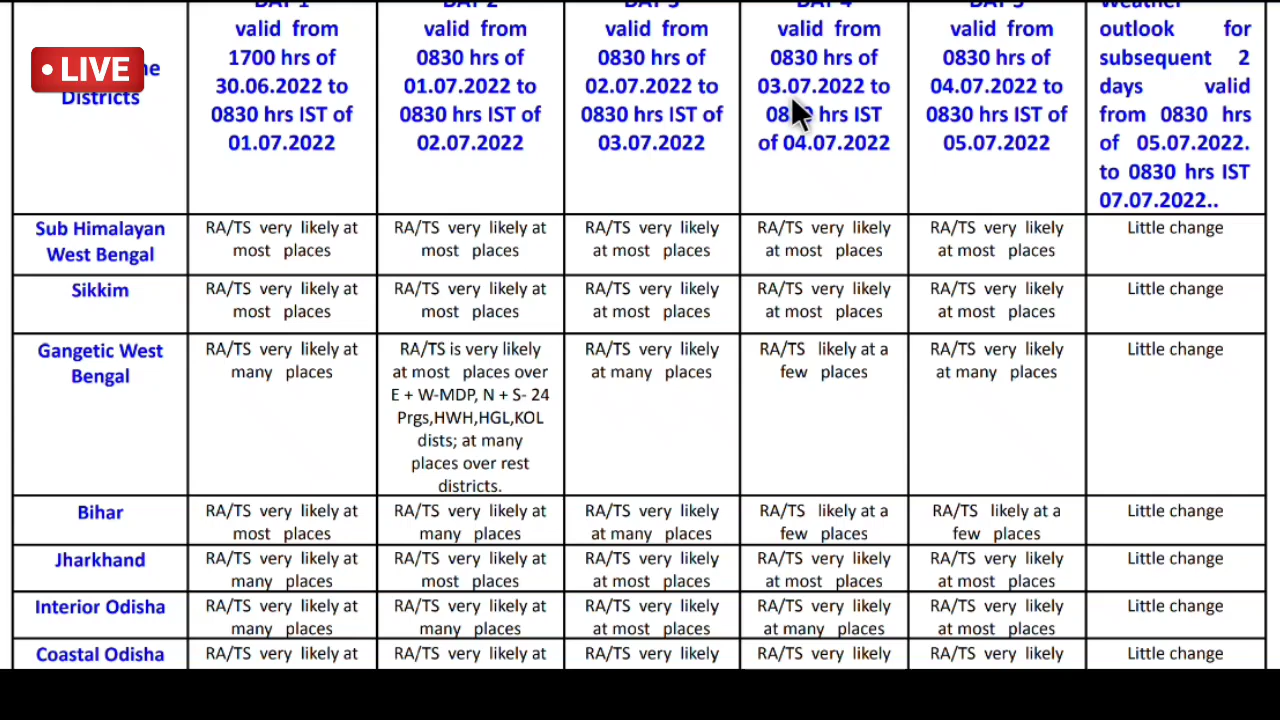 DAY 1
valid from
1700 hrs of
30.06.2022 to
0830 hrs IST of
01.07.2022
DAY 2
valid from
0830 hrs of
01.07.2022 to
0830 hrs IST of
02.07.2022
DAY 3
valid from
0830 hrs of
02.07.2022 to
0830 hrs IST of
03.07.2022
DAY 4
valid from
0830 hrs of
03.07.2022 to
0830 hrs IST
of 04.07.2022
DAY 5
valid from
0830 hrs of
04.07.2022 to
0830 hrs IST of
05.07.2022
Weather
outlook for
subsequent 2
days valid
from 0830 hrs
of 05.07.2022.
to 0830 hrs IST
07.07.2022..
LIVE
Districts
Sub Himalayan
West Bengal
RA/TS very likely at
most places
RA/TS very likely at
most places
RA/TS very likely
at most places
RA/TS very likely
at most places
RA/TS very likely
at most places
Little change
Sikkim
RA/TS very likely at
most places
RA/TS very likely at
most places
RA/TS very likely
at most places
RA/TS very likely
at most places
RA/TS very likely
at most places
Little change
Gangetic West
Bengal
RA/TS very likely at
many places
RA/TS is very likely
at most places over
E + W-MDP, N + S- 24
Prgs,HWH,HGL,KOL
dists; at many
places over rest
districts.
RA/TS very likely
at many places
RA/TS likely at a
few places
RA/TS very likely
at many places
Little change
Bihar
RA/TS very likely at
most places
RA/TS very likely at
many places
RA/TS very likely
at many places
RA/TS likely at a
few places
RA/TS likely at a
few places
Little change
Jharkhand
RA/TS very likely at
many places
RA/TS very likely at
most places
RA/TS very likely
at most places
RA/TS very likely
at most places
RA/TS very likely
at most places
Little change
Interior Odisha
RA/TS very likely at
many places
RA/TS very likely at
many places
RA/TS very likely
at most places
RA/TS very likely
at many places
RA/TS very likely
at most places
Little change
Coastal Odisha
RA/TS very likely at
RA/TS very likely at
RA/TS very likely
RA/TS very likely
RA/TS very likely
Little change